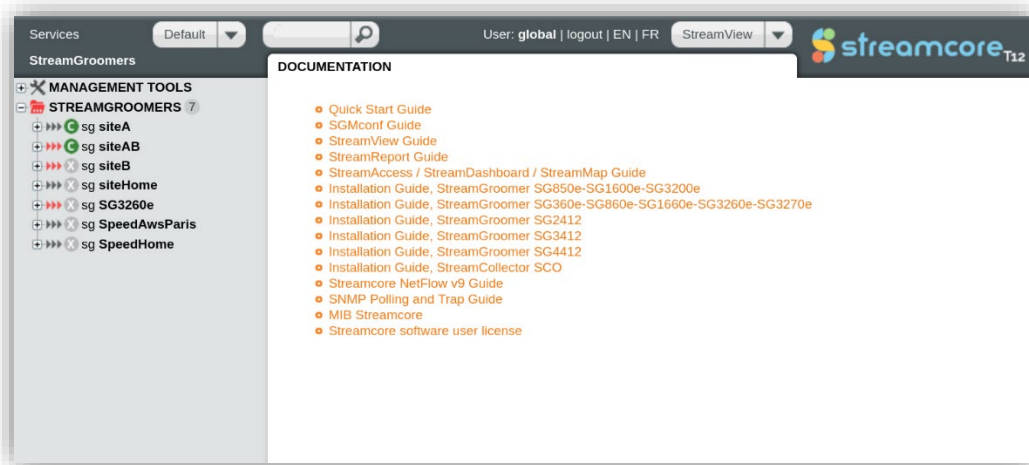 Services Default User: global | logout | EN | FR StreamView streamcore T12
StreamGroomers
DOCUMENTATION
MANAGEMENT TOOLS
STREAMGROOMERS 7
C sg siteA
C sg siteAB
X sg siteB
X sg siteHome
X sg SG3260e
X sg SpeedAwsParis
X sg SpeedHome
Quick Start Guide
SGMconf Guide
StreamView Guide
StreamReport Guide
StreamAccess / StreamDashboard / StreamMap Guide
Installation Guide, StreamGroomer SG850e-SG1600e-SG3200e
Installation Guide, StreamGroomer SG360e-SG860e-SG1660e-SG3260e-SG3270e
Installation Guide, StreamGroomer SG2412
Installation Guide, StreamGroomer SG3412
Installation Guide, StreamGroomer SG4412
Installation Guide, StreamCollector SCO
Streamcore NetFlow v9 Guide
SNMP Polling and Trap Guide
MIB Streamcore
Streamcore software user license